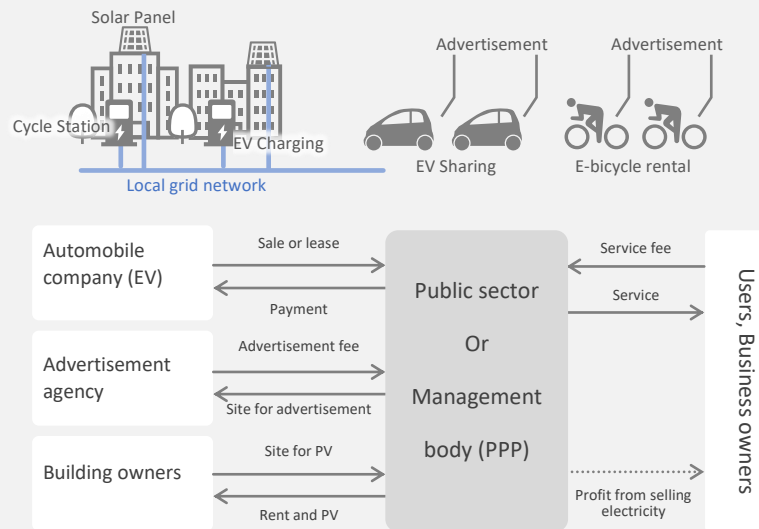 Solar Panel
Advertisement
Advertisement
Cycle Station
EV Charging
EV Sharing
E-bicycle rental
Local grid network
Automobile
company (EV)
Sale or lease
Payment
Advertisement
agency
Advertisement fee
Site for advertisement
Building owners
Site for PV
Rent and PV
Public sector
Or
Management
body (PPP)
Service fee
Service
Profit from selling
electricity
Users, Business owners